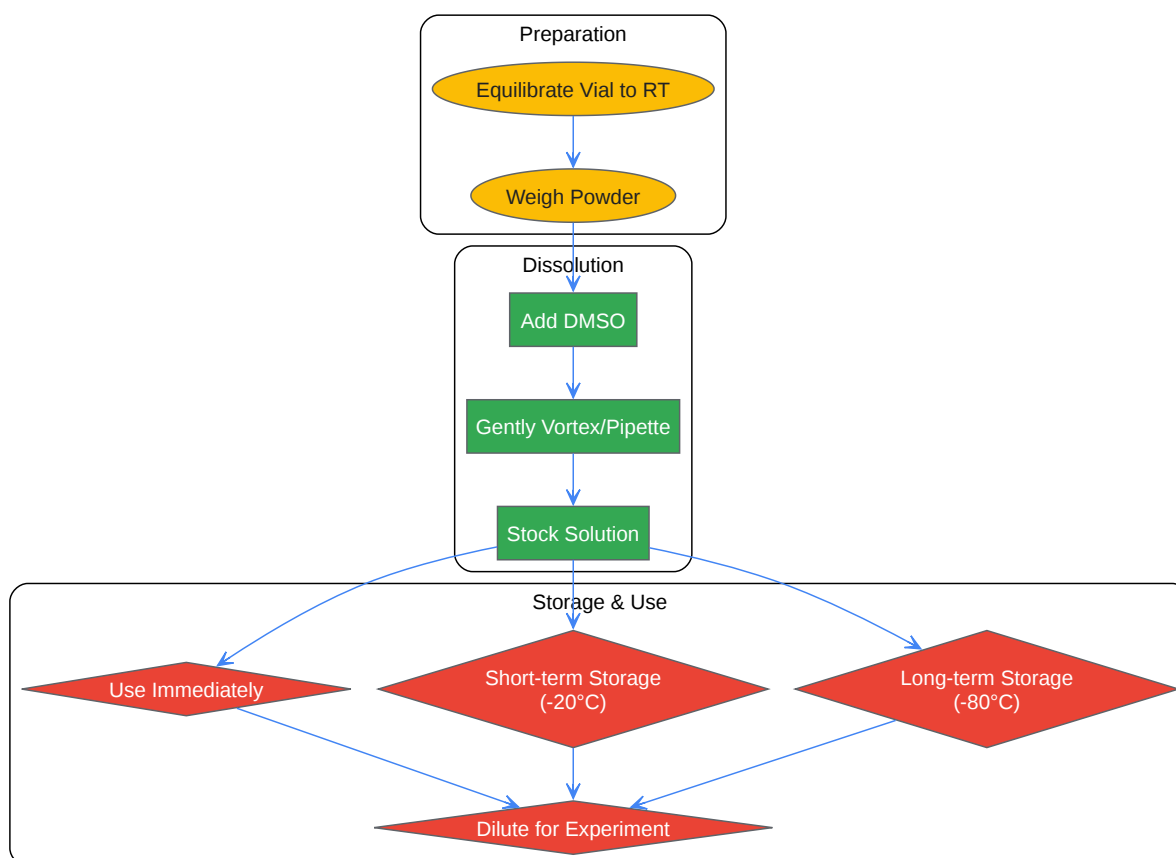 Preparation
Equilibrate Vial to RT
Weigh Powder
Dissolution
Add DMSO
Gently Vortex/Pipette
Stock Solution
Storage & Use
Use Immediately
Short-term Storage
(-20°C)
Long-term Storage
(-80°C)
Dilute for Experiment